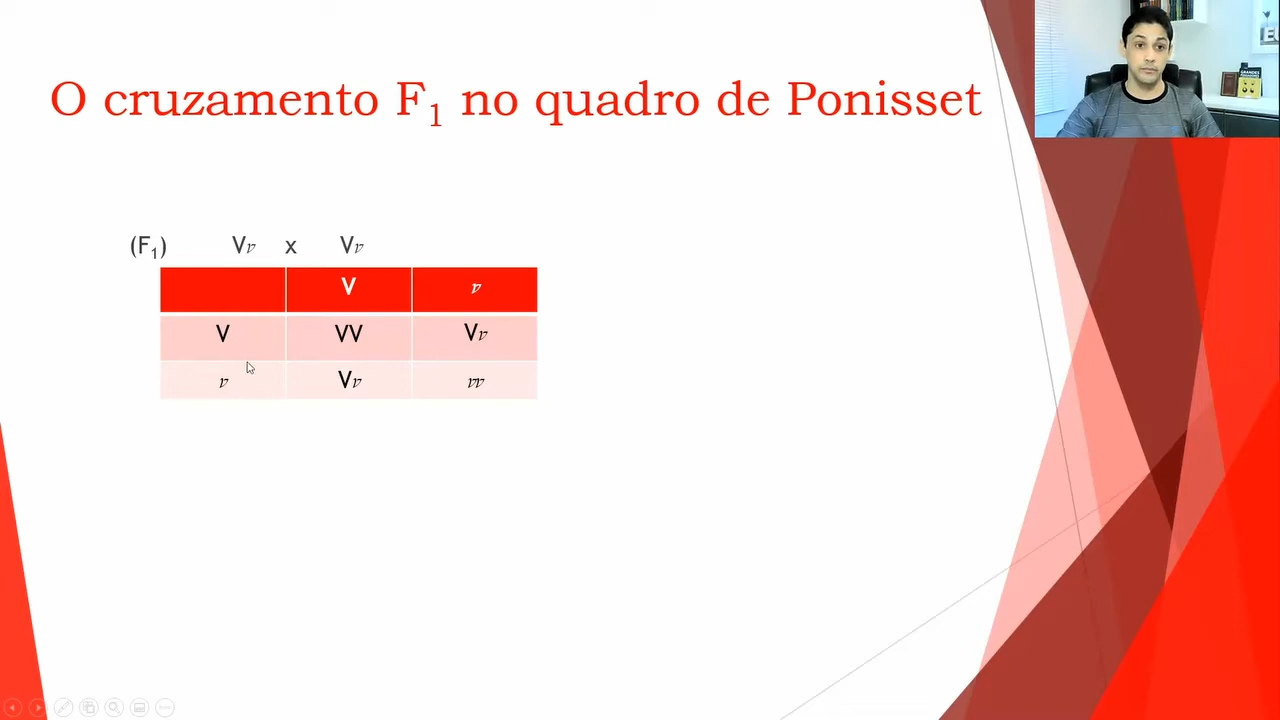 O cruzamento F₁ no quadro de Ponisset
(F₁) Vv x Vv
V v
V VV Vv
v Vv vv